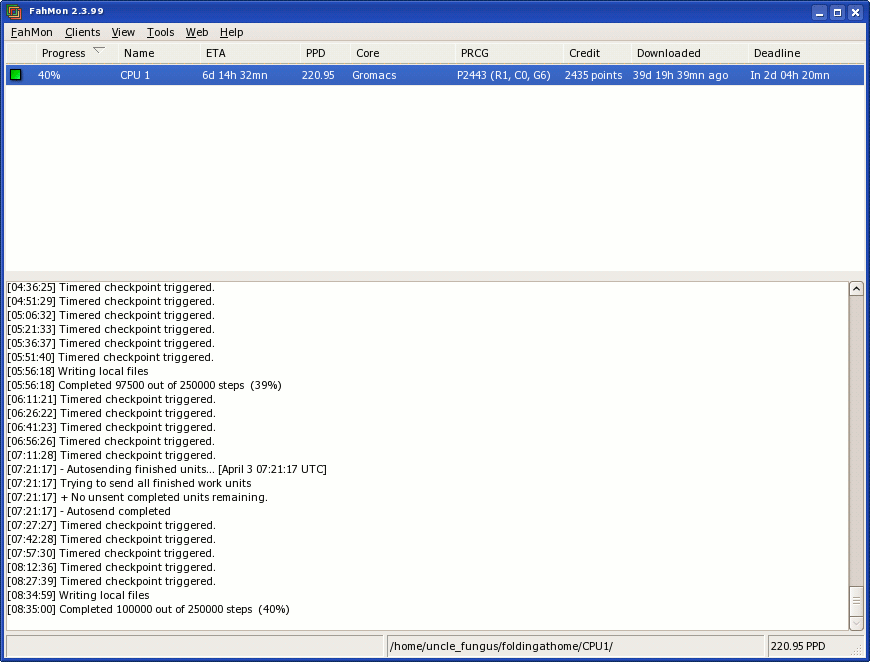 FahMon 2.3.99
FahMon Clients View Tools Web Help
Progress Name ETA PPD Core PRCG Credit Downloaded Deadline
40% CPU 1 6d 14h 32mn 220.95 Gromacs P2443 (R1, C0, G6) 2435 points 39d 19h 39mn ago In 2d 04h 20mn
[04:36:25] Timered checkpoint triggered.
[04:51:29] Timered checkpoint triggered.
[05:06:32] Timered checkpoint triggered.
[05:21:33] Timered checkpoint triggered.
[05:36:37] Timered checkpoint triggered.
[05:51:40] Timered checkpoint triggered.
[05:56:18] Writing local files
[05:56:18] Completed 97500 out of 250000 steps  (39%)
[06:11:21] Timered checkpoint triggered.
[06:26:22] Timered checkpoint triggered.
[06:41:23] Timered checkpoint triggered.
[06:56:26] Timered checkpoint triggered.
[07:11:28] Timered checkpoint triggered.
[07:21:17] - Autosending finished units... [April 3 07:21:17 UTC]
[07:21:17] Trying to send all finished work units
[07:21:17] + No unsent completed units remaining.
[07:21:17] - Autosend completed
[07:27:27] Timered checkpoint triggered.
[07:42:28] Timered checkpoint triggered.
[07:57:30] Timered checkpoint triggered.
[08:12:36] Timered checkpoint triggered.
[08:27:39] Timered checkpoint triggered.
[08:34:59] Writing local files
[08:35:00] Completed 100000 out of 250000 steps  (40%)
/home/uncle_fungus/foldingathome/CPU1/ 220.95 PPD